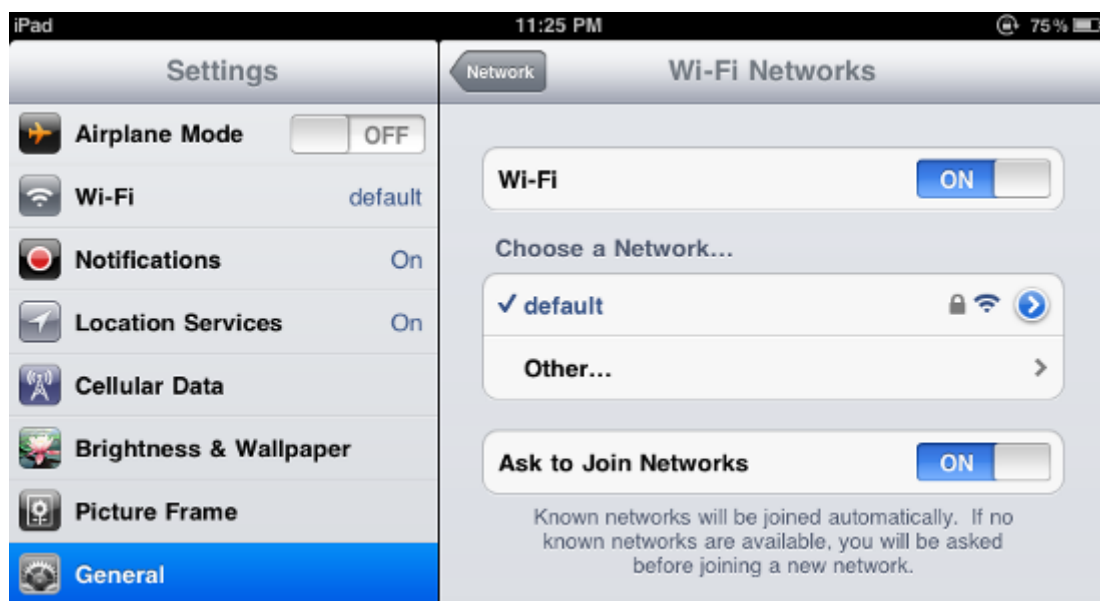 iPad 11:25 PM 75%
Settings
Airplane Mode OFF
Wi-Fi default
Notifications On
Location Services On
Cellular Data
Brightness & Wallpaper
Picture Frame
General
Network Wi-Fi Networks
Wi-Fi ON
Choose a Network...
default
Other...
Ask to Join Networks ON
Known networks will be joined automatically. If no
known networks are available, you will be asked
before joining a new network.